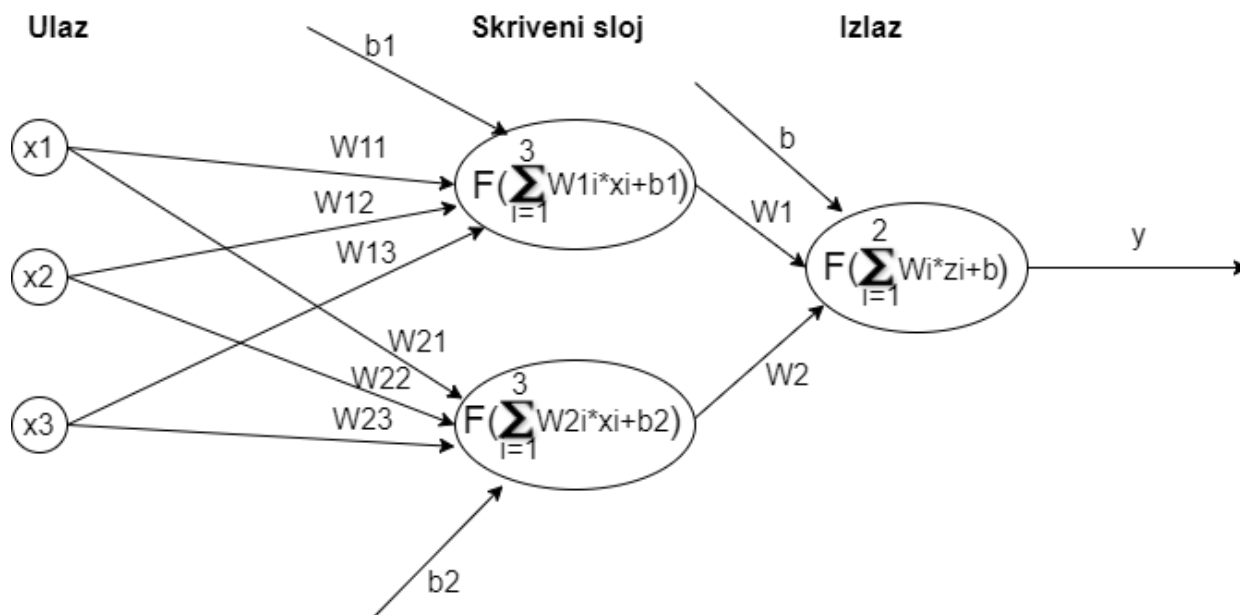 Ulaz
Skriveni sloj
Izlaz
b1
b
x1
x2
x3
W11
W12
W13
W21
W22
W23
3
F(∑W1i*xi+b1)
i=1
3
F(∑W2i*xi+b2)
i=1
b2
W1
W2
2
F(∑Wi*zi+b)
i=1
y